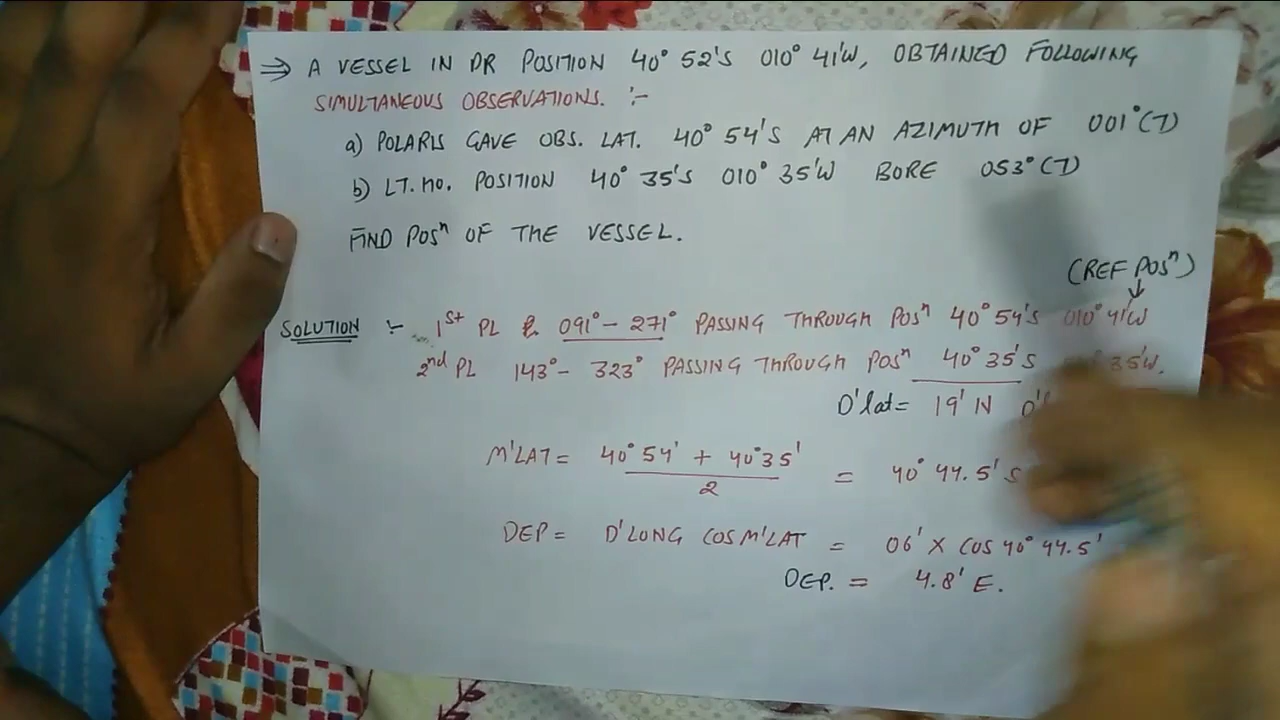 ⇒ A VESSEL IN DR POSITION 40° 52'S 010° 41'W, OBTAINED FOLLOWING
SIMULTANEOUS OBSERVATIONS. :-
a) POLARIS GAVE OBS. LAT. 40° 54'S AT AN AZIMUTH OF 001° (T)
b) LT. HO. POSITION 40° 35'S 010° 35'W BORE 053° (T)
FIND POSⁿ OF THE VESSEL.
(REF POSⁿ)
↓
SOLUTION :- 1st PL 091° - 271° PASSING THROUGH POSⁿ 40° 54'S 010° 41'W
2nd PL 143° - 323° PASSING THROUGH POSⁿ 40° 35'S 35'W.
D'lat = 19' N
M'LAT = 40° 54' + 40° 35' / 2 = 40° 44.5' S
DEP = D'LONG COS M'LAT = 06' X COS 40° 44.5'
DEP. = 4.8' E.